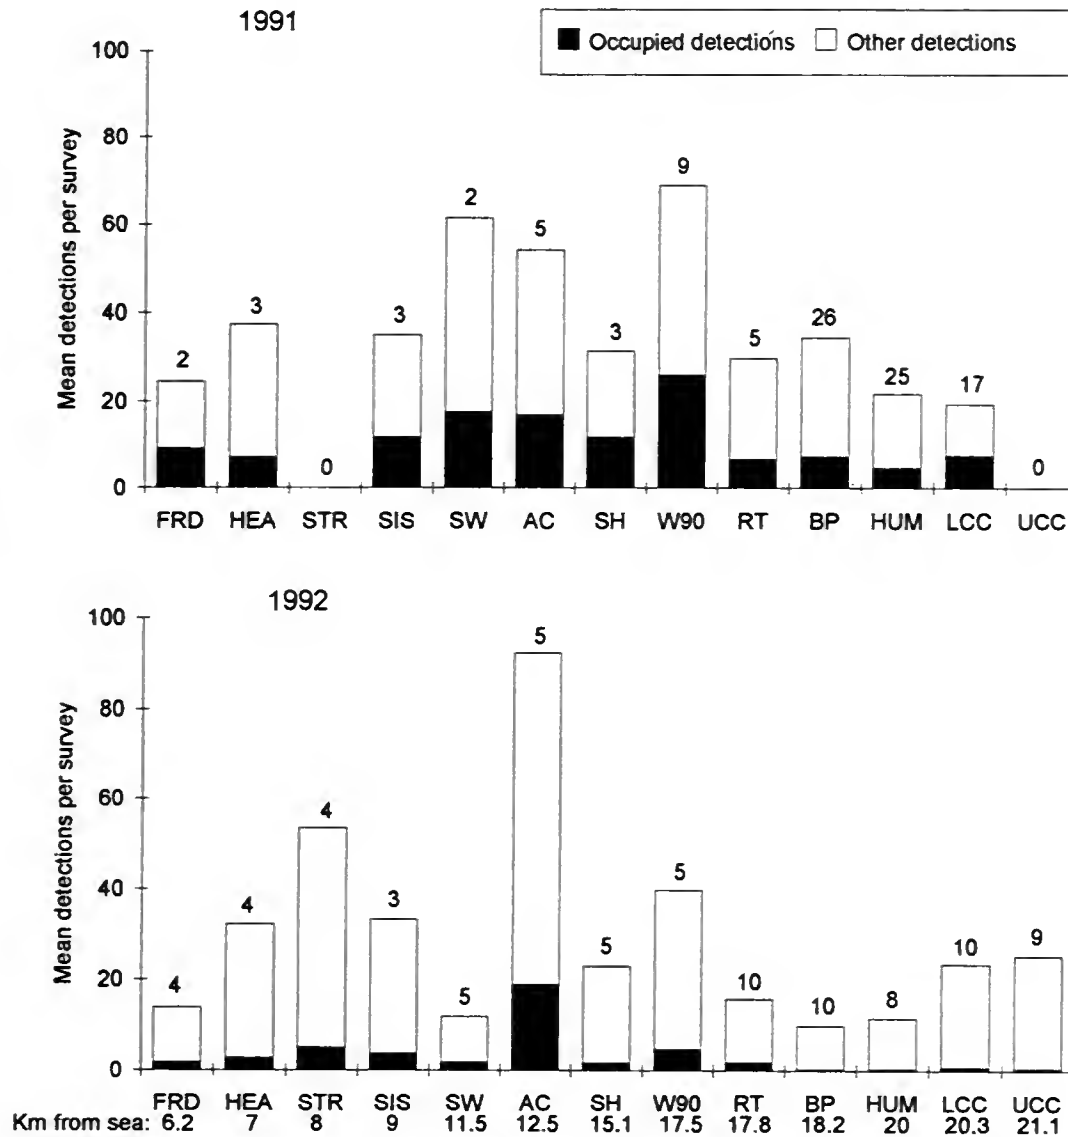 1991
Occupied detections Other detections
Mean detections per survey
100
80
60
40
20
0
2 3 0 3 2 5 3 9 5 26 25 17 0
FRD HEA STR SIS SW AC SH W90 RT BP HUM LCC UCC
1992
Mean detections per survey
100
80
60
40
20
0
4 4 4 3 5 5 5 5 10 10 8 10 9
FRD HEA STR SIS SW AC SH W90 RT BP HUM LCC UCC
Km from sea: 6.2 7 8 9 11.5 12.5 15.1 17.5 17.8 18.2 20 20.3 21.1